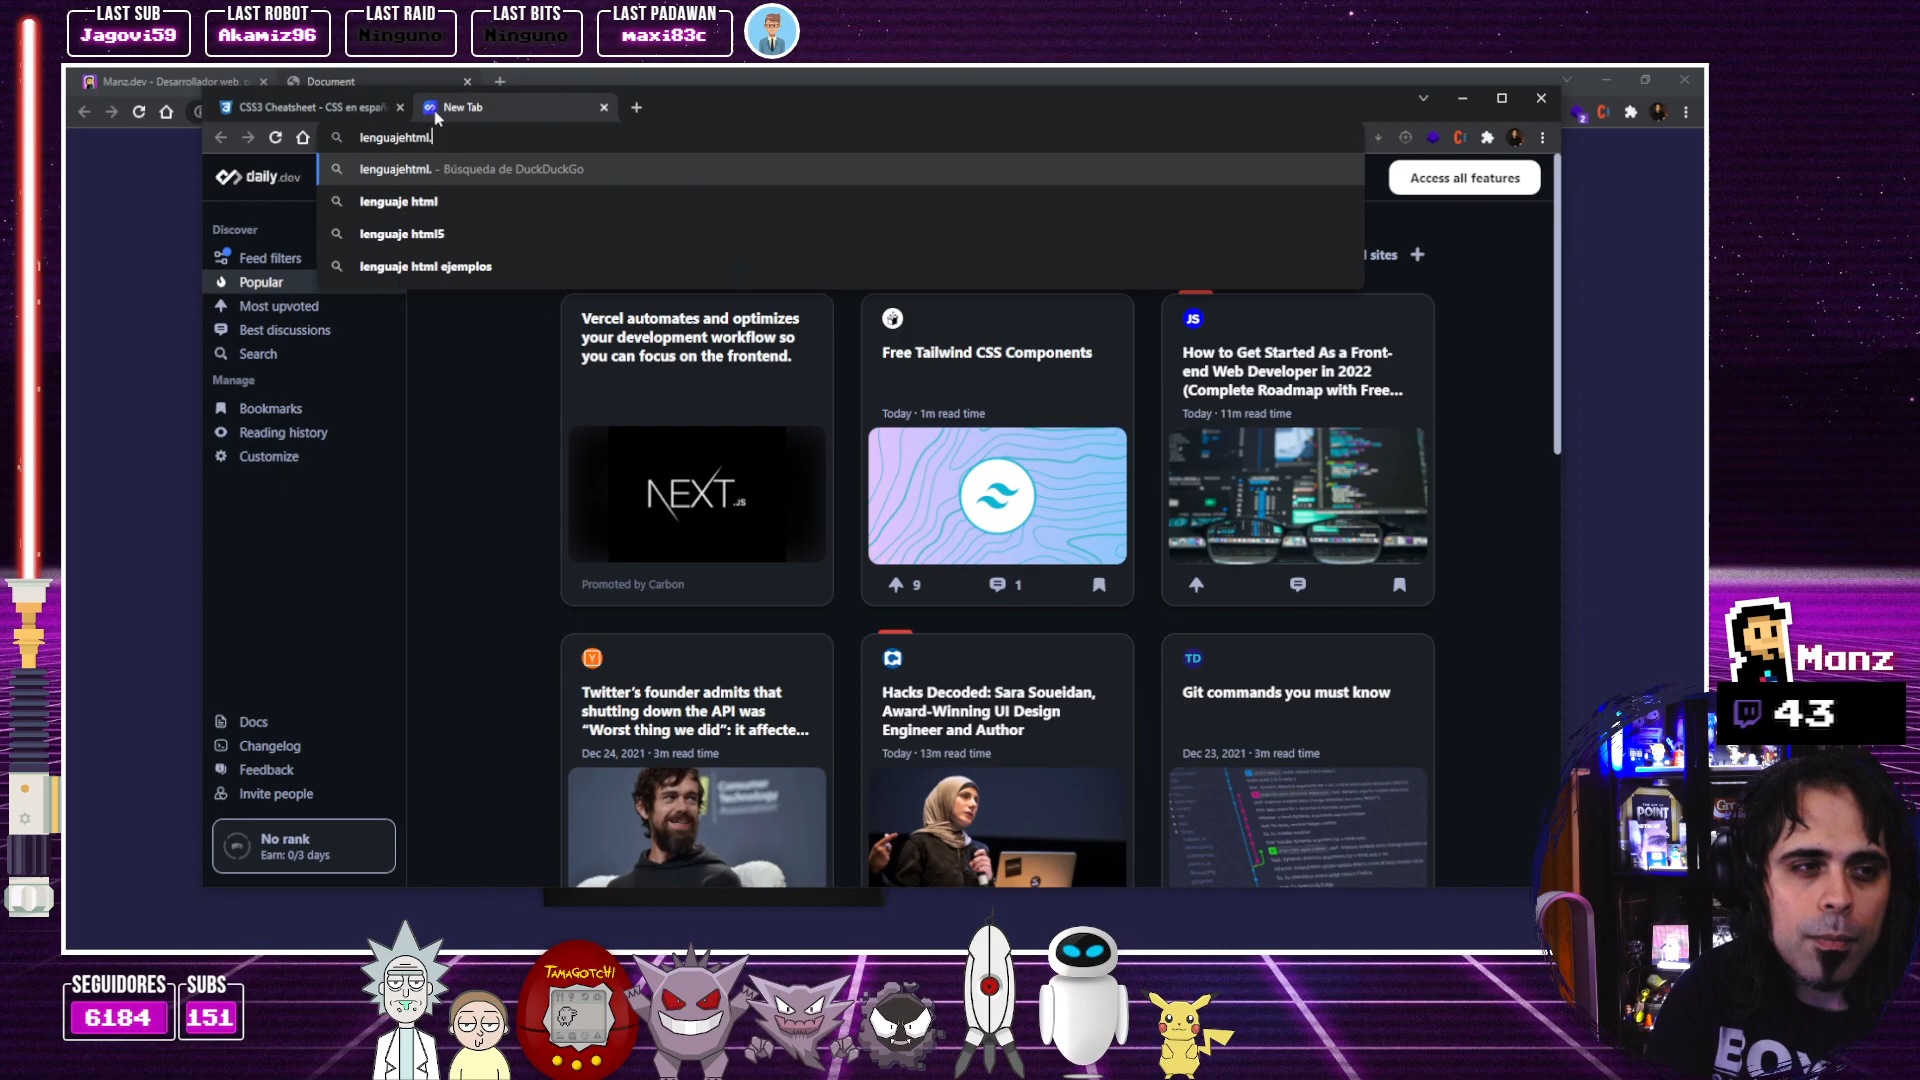 LAST SUB
Jagovi59
LAST ROBOT
Akamiz96
LAST RAID
Ninguno
LAST BITS
Ninguno
LAST PADAWAN
maxi83c
Manz.dev - Desarrollador web,
Document
CSS3 Cheatsheet - CSS en españ
New Tab
lenguajehtml.
lenguajehtml. - Búsqueda de DuckDuckGo
lenguaje html
lenguaje html5
lenguaje html ejemplos
daily.dev
Access all features
sites
Discover
Feed filters
Popular
Most upvoted
Best discussions
Search
Manage
Bookmarks
Reading history
Customize
Docs
Changelog
Feedback
Invite people
No rank
Earn: 0/3 days
Vercel automates and optimizes
your development workflow so
you can focus on the frontend.
NEXT.JS
Promoted by Carbon
Free Tailwind CSS Components
Today · 1m read time
9
1
JS
How to Get Started As a Front-
end Web Developer in 2022
(Complete Roadmap with Free...
Today · 11m read time
Twitter's founder admits that
shutting down the API was
"Worst thing we did": it affecte...
Dec 24, 2021 · 3m read time
Hacks Decoded: Sara Soueidan,
Award-Winning UI Design
Engineer and Author
Today · 13m read time
TD
Git commands you must know
Dec 23, 2021 · 3m read time
Manz
43
SEGUIDORES
6184
SUBS
151
TAMAGOTCHI